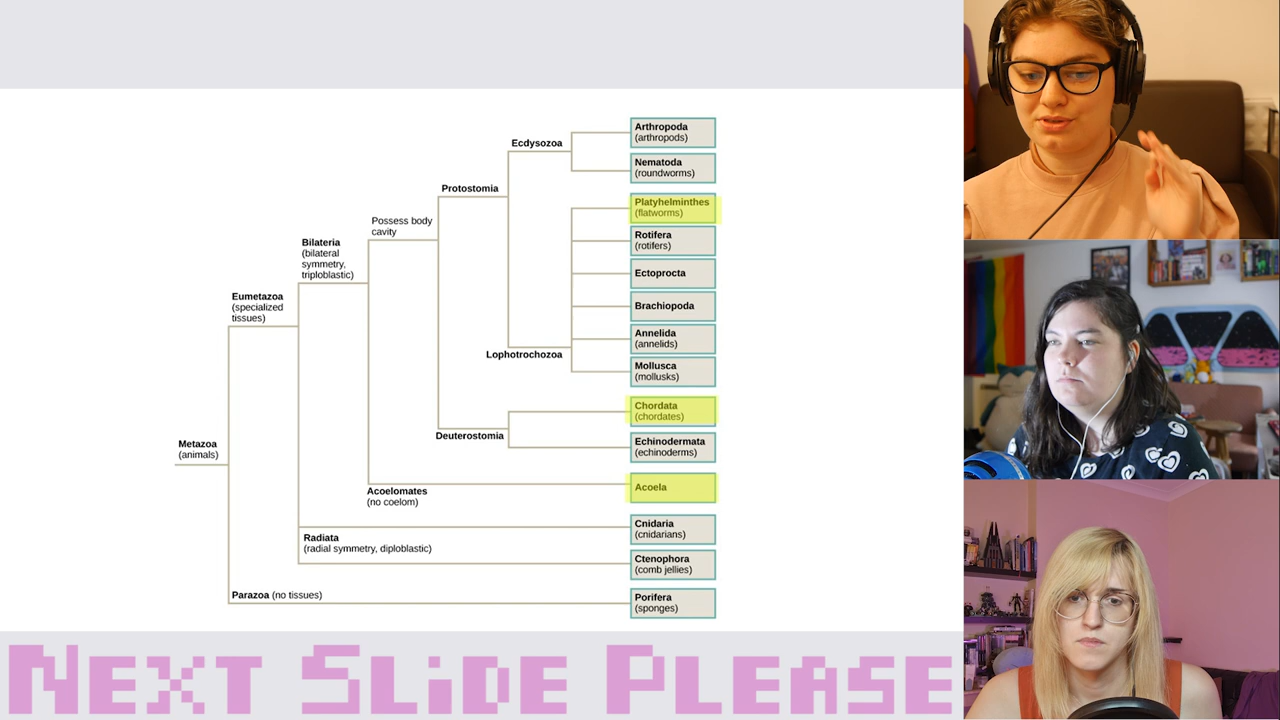 Arthropoda
(arthropods)
Ecdysozoa
Nematoda
(roundworms)
Protostomia
Platyhelminthes
(flatworms)
Possess body
cavity
Rotifera
(rotifers)
Bilateria
(bilateral
symmetry,
triploblastic)
Ectoprocta
Eumetazoa
(specialized
tissues)
Brachiopoda
Annelida
(annelids)
Lophotrochozoa
Mollusca
(mollusks)
Chordata
(chordates)
Deuterostomia
Echinodermata
(echinoderms)
Metazoa
(animals)
Acoelomates
(no coelom)
Acoela
Cnidaria
(cnidarians)
Radiata
(radial symmetry, diploblastic)
Ctenophora
(comb jellies)
Parazoa (no tissues)
Porifera
(sponges)
NEXT SLiDE PLEASE